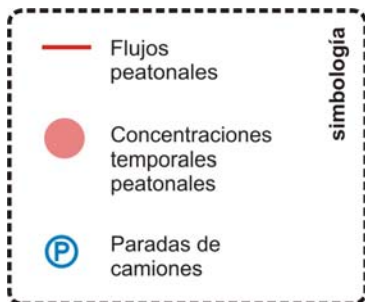 simbología
Flujos
peatonales
Concentraciones
temporales
peatonales
P
Paradas de
camiones